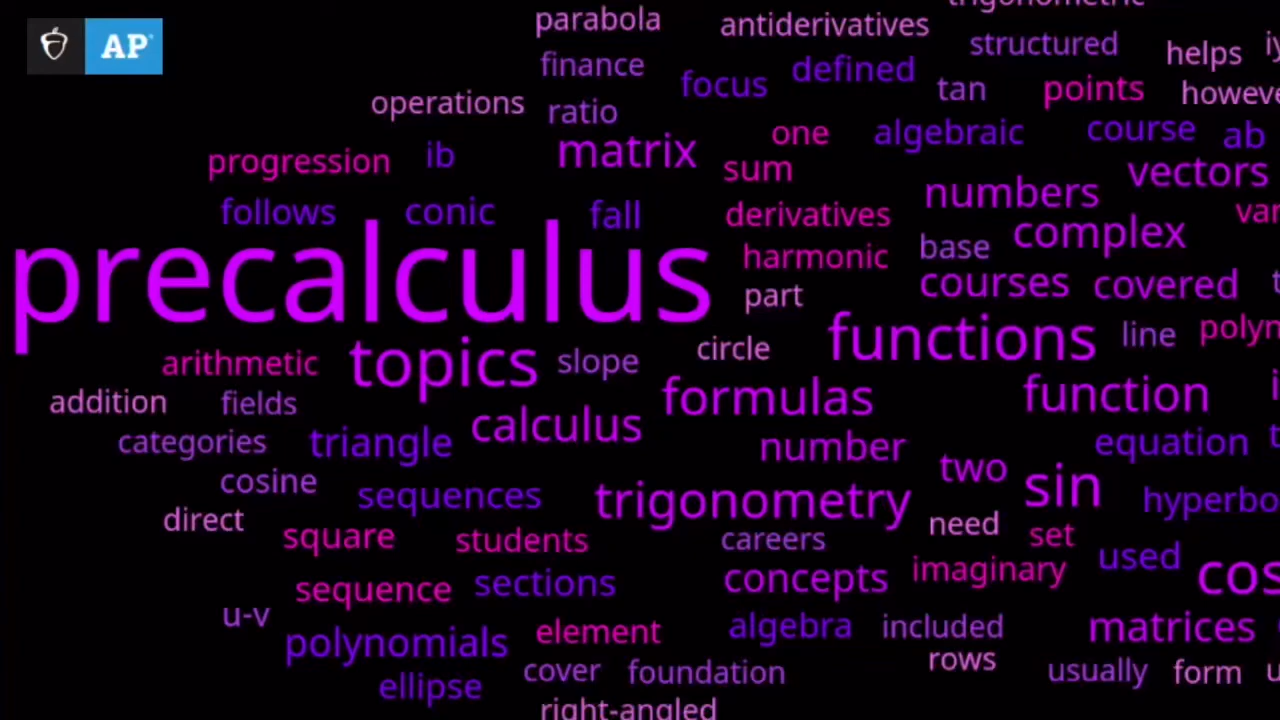 AP
parabola antiderivatives trigonometric
finance focus defined structured helps
operations ratio tan points
progression ib matrix one algebraic course ab
follows conic fall sum numbers vectors
precalculus derivatives complex
harmonic base courses covered
part
arithmetic topics slope circle functions line
addition fields formulas function
categories triangle calculus number equation
cosine sequences trigonometry two sin
direct square students careers need set
sequence sections concepts imaginary used
u-v polynomials element algebra included matrices
ellipse cover foundation rows usually form
right-angled